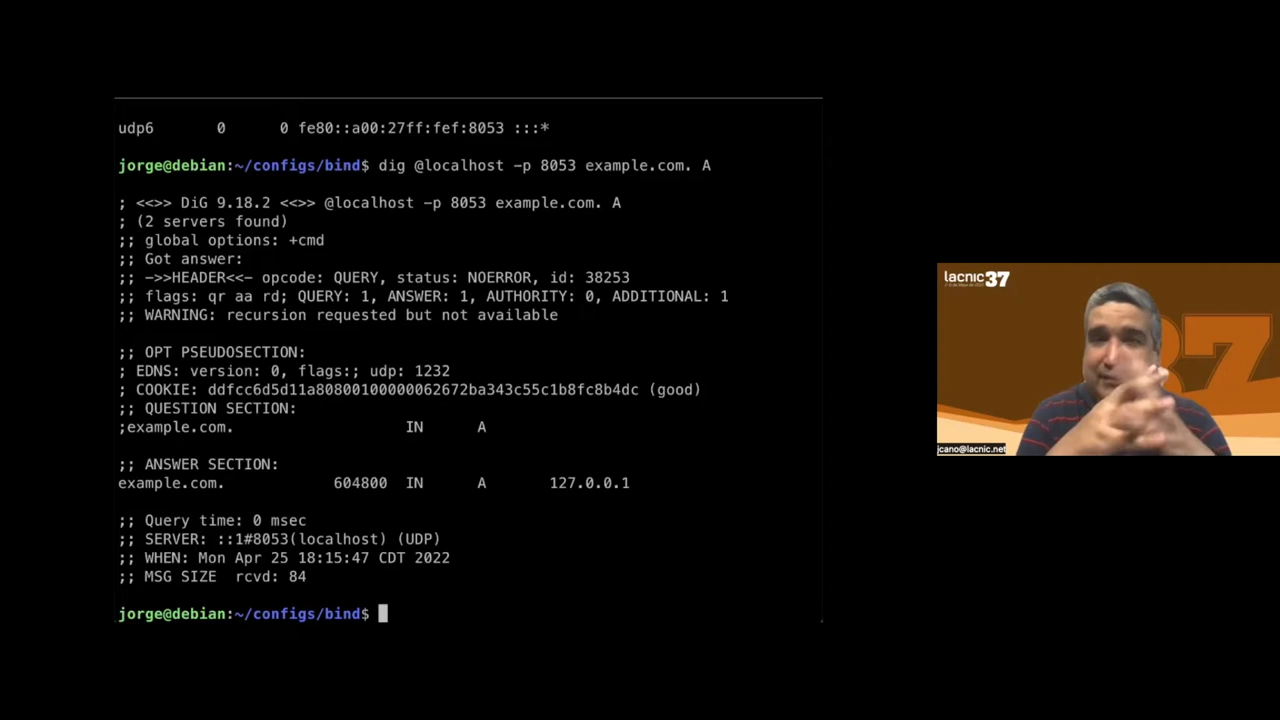 udp6 0 0 fe80::a00:27ff:fef:8053 :::*
jorge@debian:~/configs/bind$ dig @localhost -p 8053 example.com. A
; <<>> DiG 9.18.2 <<>> @localhost -p 8053 example.com. A
; (2 servers found)
;; global options: +cmd
;; Got answer:
;; ->>HEADER<<- opcode: QUERY, status: NOERROR, id: 38253
;; flags: qr aa rd; QUERY: 1, ANSWER: 1, AUTHORITY: 0, ADDITIONAL: 1
;; WARNING: recursion requested but not available
;; OPT PSEUDOSECTION:
; EDNS: version: 0, flags:; udp: 1232
; COOKIE: ddfcc6d5d11a80800100000062672ba343c55c1b8fc8b4dc (good)
;; QUESTION SECTION:
;example.com. IN A
;; ANSWER SECTION:
example.com. 604800 IN A 127.0.0.1
;; Query time: 0 msec
;; SERVER: ::1#8053(localhost) (UDP)
;; WHEN: Mon Apr 25 18:15:47 CDT 2022
;; MSG SIZE rcvd: 84
jorge@debian:~/configs/bind$
lacnic 37
37
jcano@lacnic.net